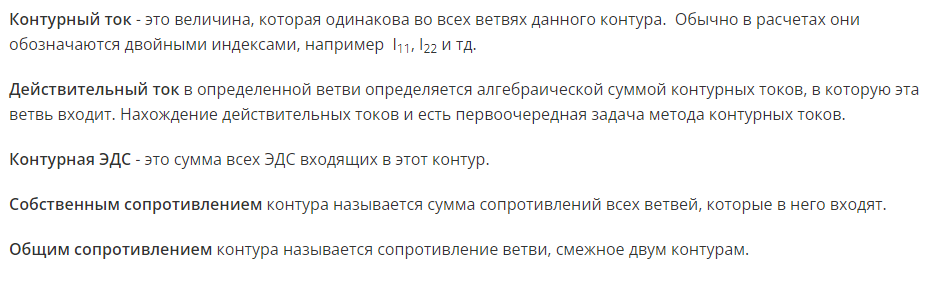 Контурный ток - это величина, которая одинакова во всех ветвях данного контура.  Обычно в расчетах они
обозначаются двойными индексами, например  I11, I22 и тд.
Действительный ток в определенной ветви определяется алгебраической суммой контурных токов, в которую эта
ветвь входит. Нахождение действительных токов и есть первоочередная задача метода контурных токов.
Контурная ЭДС - это сумма всех ЭДС входящих в этот контур.
Собственным сопротивлением контура называется сумма сопротивлений всех ветвей, которые в него входят.
Общим сопротивлением контура называется сопротивление ветви, смежное двум контурам.